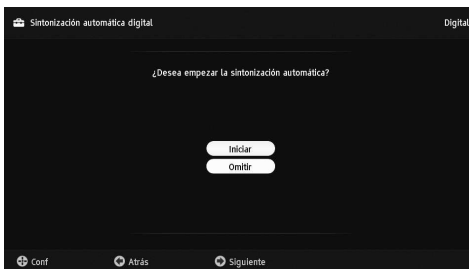 Sintonización automática digital Digital
¿Desea empezar la sintonización automática?
Iniciar
Omitir
Conf Atrás Siguiente